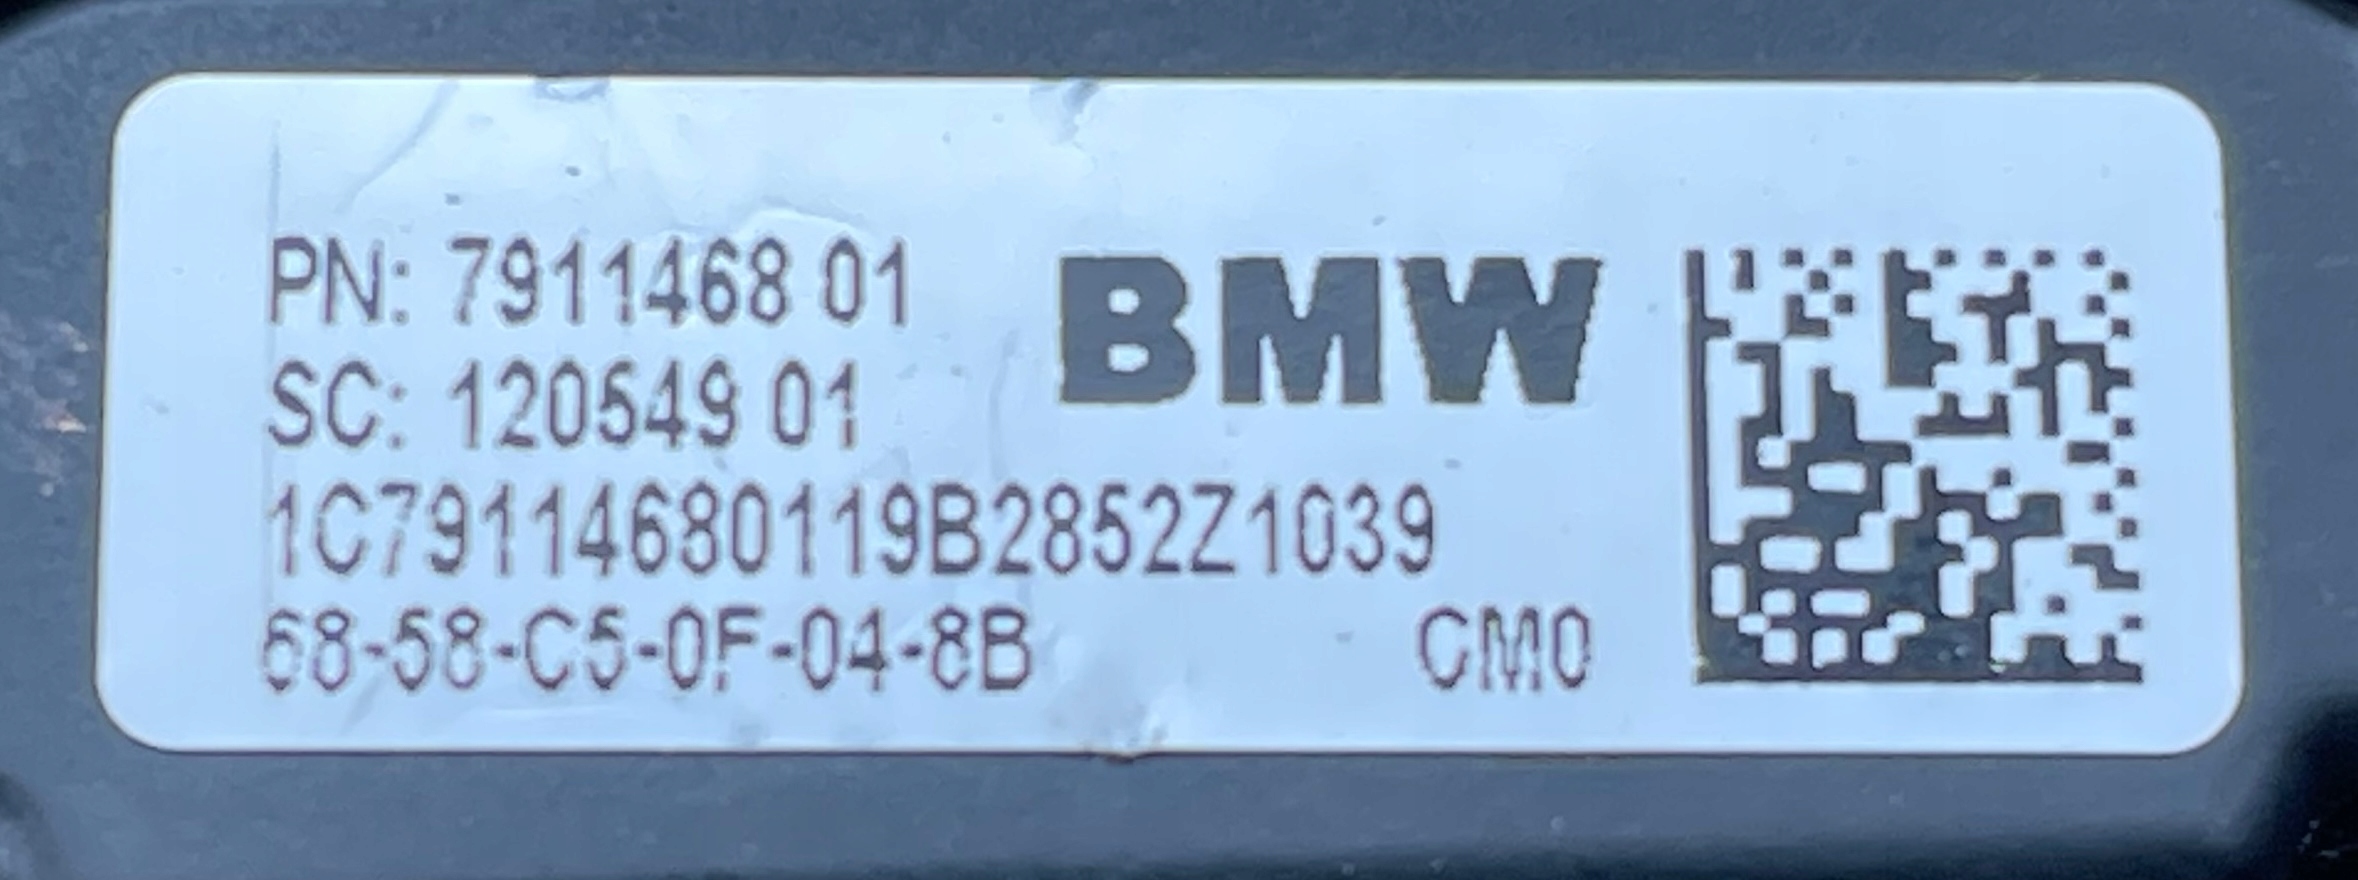 PN: 7911468 01
SC: 120549 01
BMW
1C79114680119B2852Z1039
68-58-C5-0F-04-8B
CM0